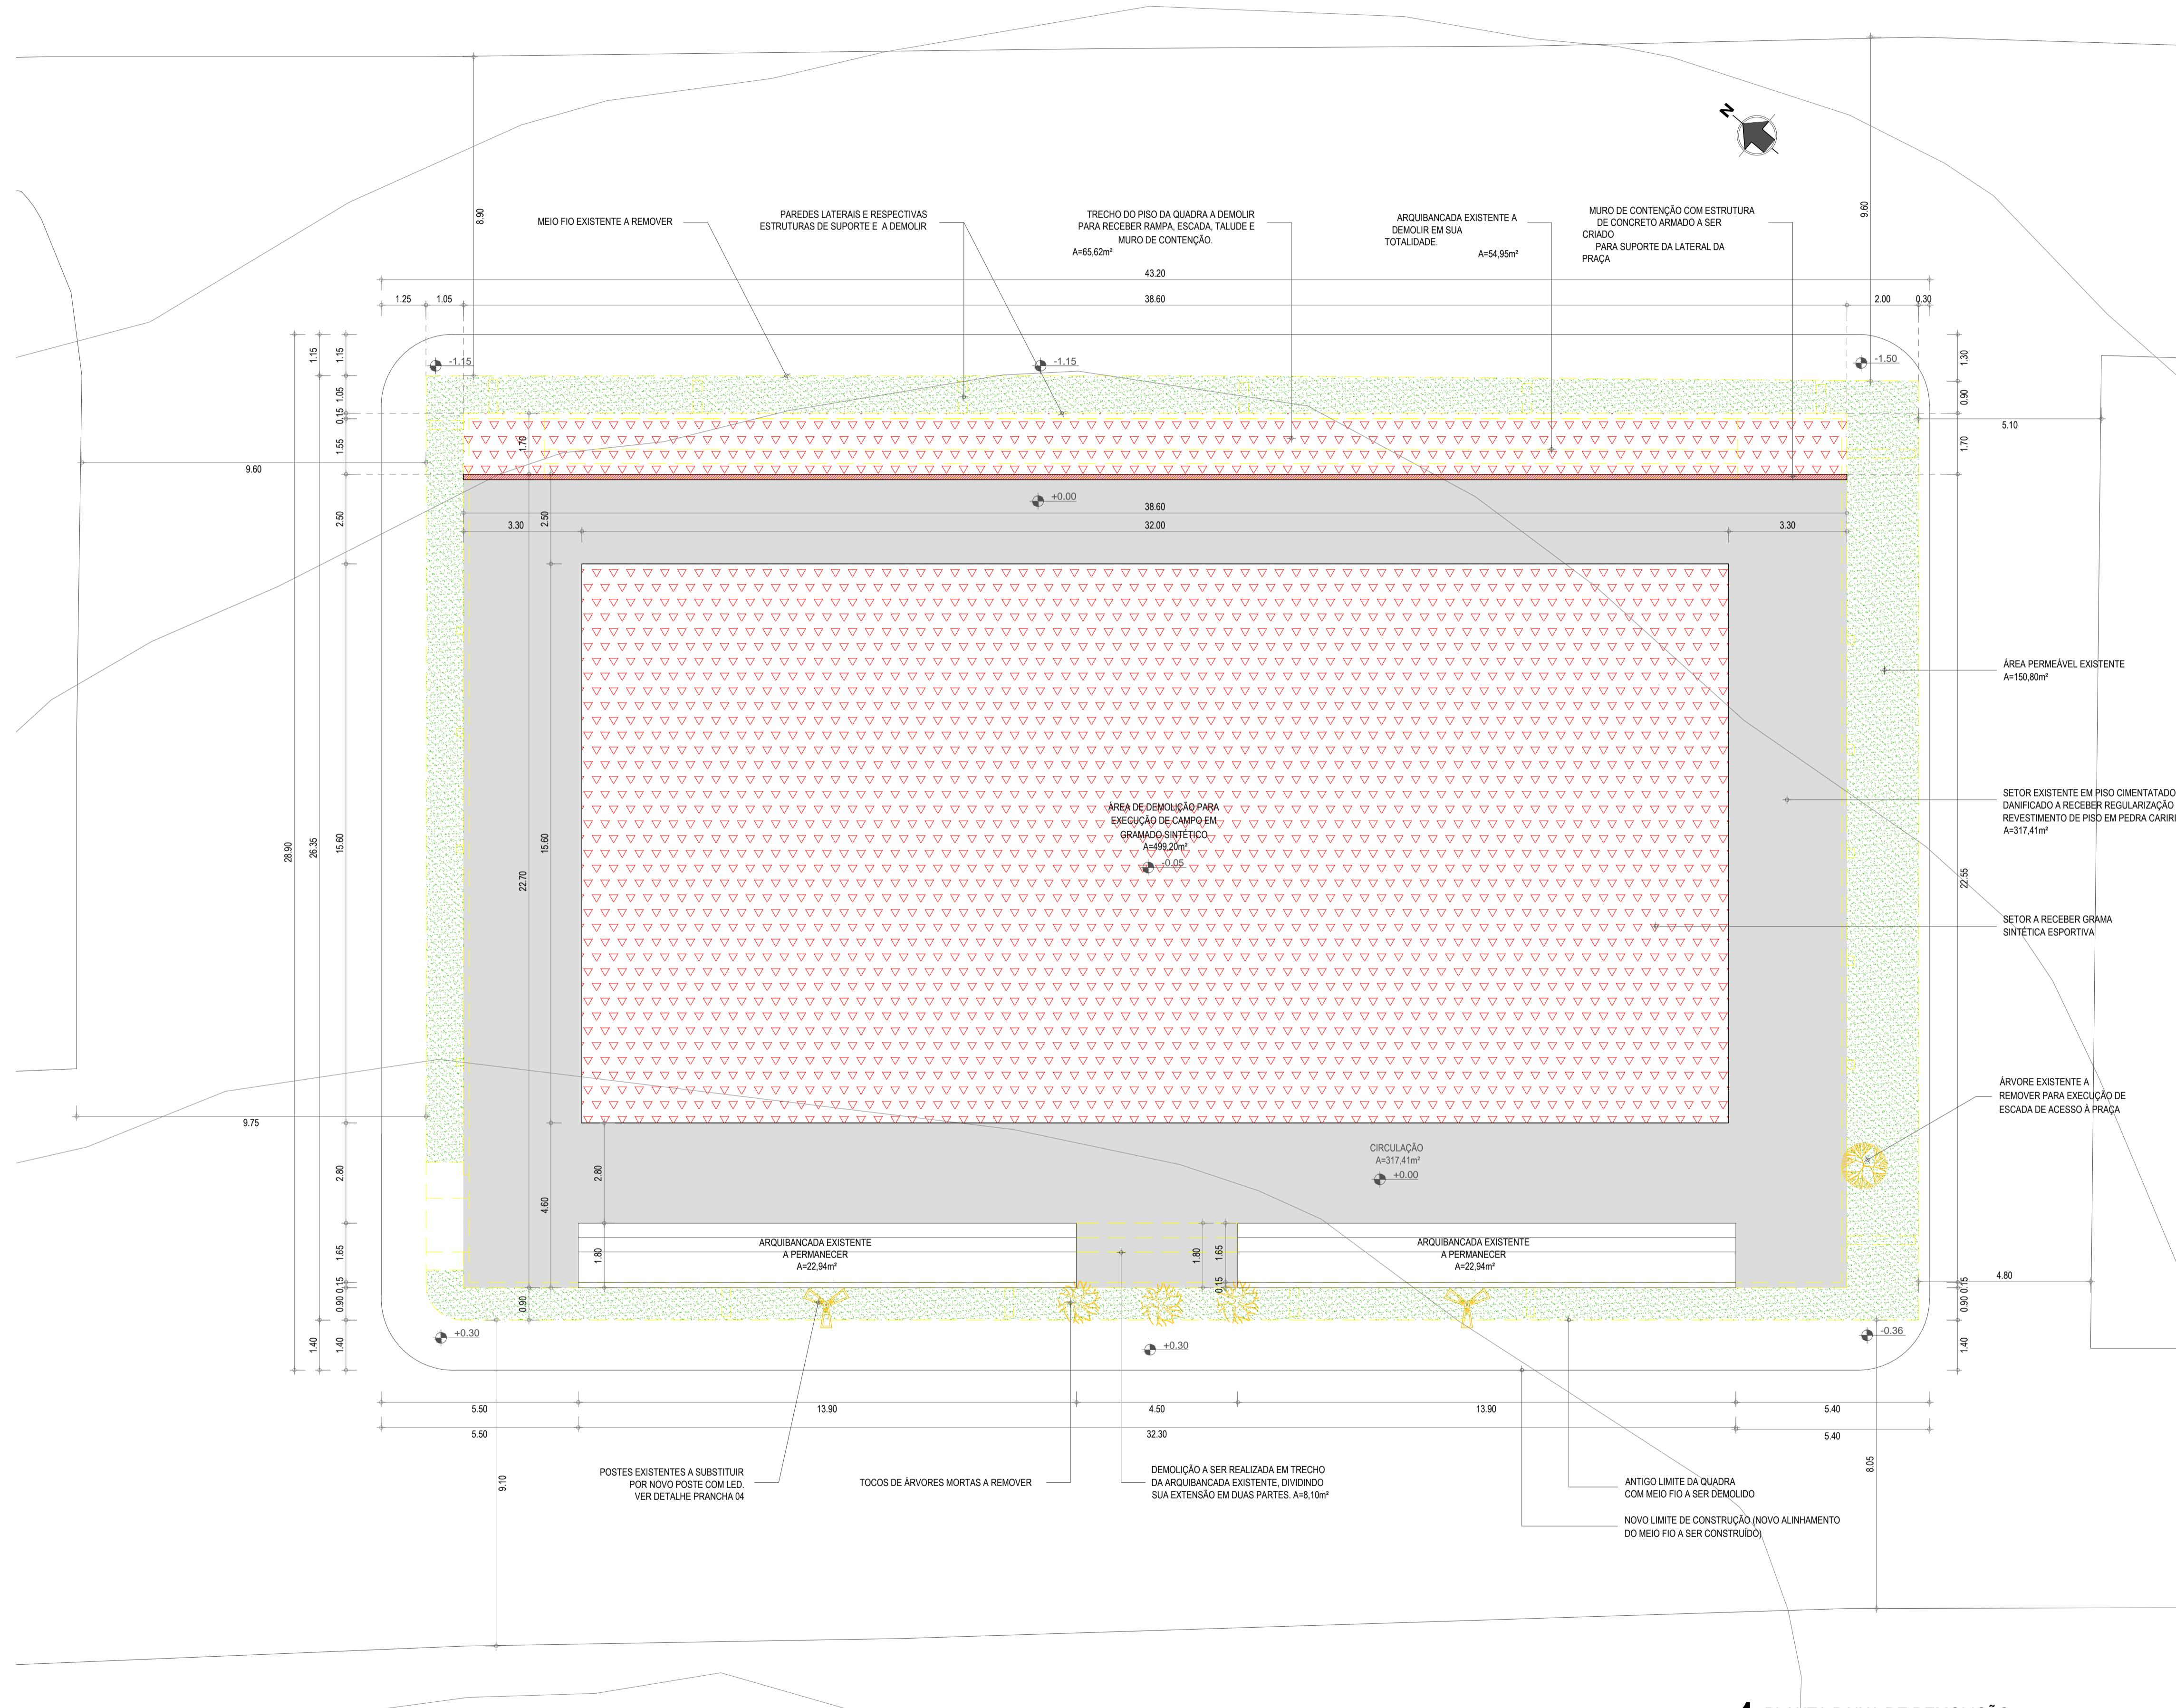 N
8.90
9.60
MEIO FIO EXISTENTE A REMOVER
PAREDES LATERAIS E RESPECTIVAS
ESTRUTURAS DE SUPORTE E  A DEMOLIR
TRECHO DO PISO DA QUADRA A DEMOLIR
PARA RECEBER RAMPA, ESCADA, TALUDE E
MURO DE CONTENÇÃO.
A=65,62m²
ARQUIBANCADA EXISTENTE A
DEMOLIR EM SUA
TOTALIDADE.
A=54,95m²
MURO DE CONTENÇÃO COM ESTRUTURA
DE CONCRETO ARMADO A SER
CRIADO
PARA SUPORTE DA LATERAL DA
PRAÇA
43.20
1.25
1.05
38.60
2.00
0.30
1.15
1.15
1.30
-1.15
-1.15
-1.50
1.05
0.90
0.15
5.10
1.70
1.55
1.70
9.60
+0.00
2.50
2.50
38.60
3.30
32.00
3.30
ÁREA PERMEÁVEL EXISTENTE
A=150,80m²
SETOR EXISTENTE EM PISO CIMENTATADO
DANIFICADO A RECEBER REGULARIZAÇÃO
REVESTIMENTO DE PISO EM PEDRA CARIRI
A=317,41m²
ÁREA DE DEMOLIÇÃO PARA
EXECUÇÃO DE CAMPO EM
GRAMADO SINTÉTICO
A=499,20m²
-0.05
28.90
26.35
15.60
15.60
22.70
22.55
SETOR A RECEBER GRAMA
SINTÉTICA ESPORTIVA
ÁRVORE EXISTENTE A
REMOVER PARA EXECUÇÃO DE
ESCADA DE ACESSO À PRAÇA
9.75
CIRCULAÇÃO
A=317,41m²
+0.00
2.80
2.80
4.60
ARQUIBANCADA EXISTENTE
A PERMANECER
A=22,94m²
ARQUIBANCADA EXISTENTE
A PERMANECER
A=22,94m²
1.65
1.80
1.80
1.65
0.15
0.15
0.15
4.80
0.90
0.90
0.90
+0.30
+0.30
-0.36
1.40
1.40
1.40
5.50
13.90
4.50
13.90
5.40
5.50
32.30
5.40
9.10
8.05
POSTES EXISTENTES A SUBSTITUIR
POR NOVO POSTE COM LED.
VER DETALHE PRANCHA 04
TOCOS DE ÁRVORES MORTAS A REMOVER
DEMOLIÇÃO A SER REALIZADA EM TRECHO
DA ARQUIBANCADA EXISTENTE, DIVIDINDO
SUA EXTENSÃO EM DUAS PARTES. A=8,10m²
ANTIGO LIMITE DA QUADRA
COM MEIO FIO A SER DEMOLIDO
NOVO LIMITE DE CONSTRUÇÃO (NOVO ALINHAMENTO
DO MEIO FIO A SER CONSTRUÍDO)